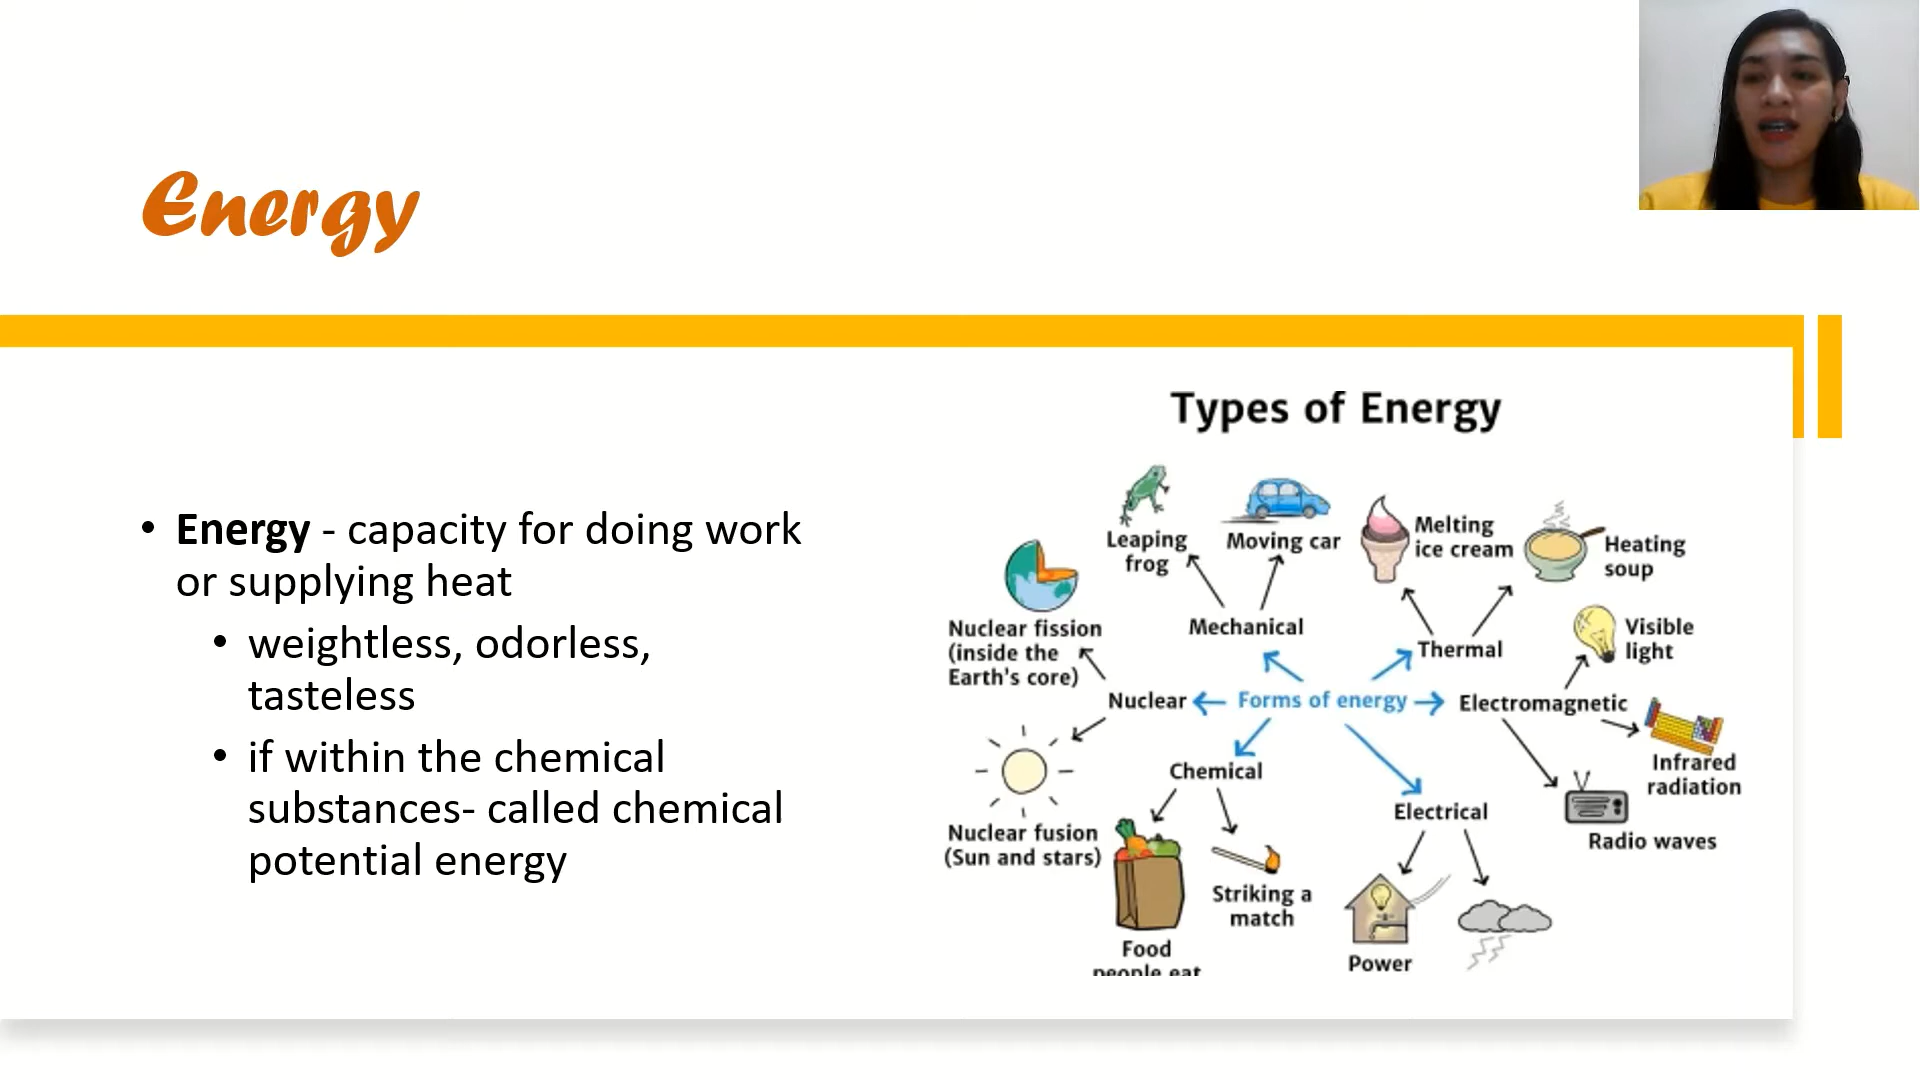 Energy
• Energy - capacity for doing work
or supplying heat
• weightless, odorless,
tasteless
• if within the chemical
substances- called chemical
potential energy
Types of Energy
Leaping
frog
Moving car
Melting
ice cream
Heating
soup
Nuclear fission
(inside the
Earth's core)
Mechanical
Thermal
Visible
light
Nuclear
Forms of energy
Electromagnetic
Infrared
radiation
Chemical
Electrical
Radio waves
Nuclear fusion
(Sun and stars)
Striking a
match
Food
people eat
Power